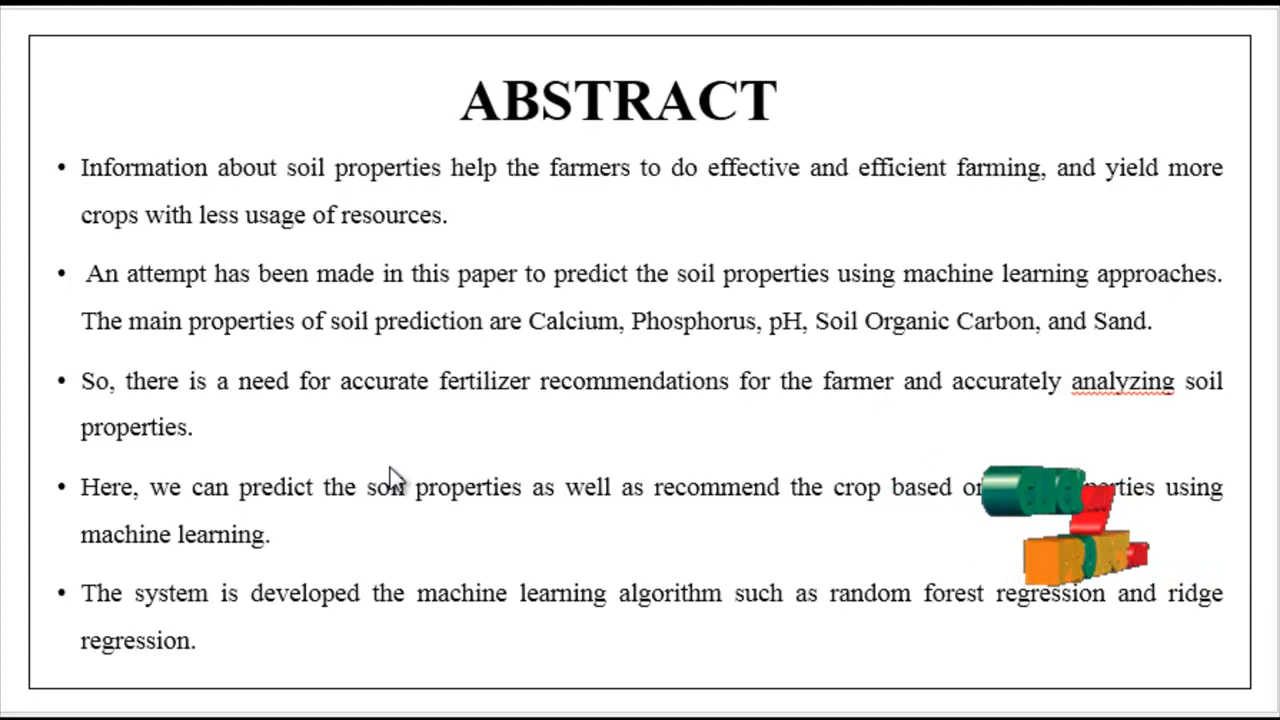 ABSTRACT
• Information about soil properties help the farmers to do effective and efficient farming, and yield more
crops with less usage of resources.
• An attempt has been made in this paper to predict the soil properties using machine learning approaches.
The main properties of soil prediction are Calcium, Phosphorus, pH, Soil Organic Carbon, and Sand.
• So, there is a need for accurate fertilizer recommendations for the farmer and accurately analyzing soil
properties.
• Here, we can predict the soil properties as well as recommend the crop based using
machine learning.
• The system is developed the machine learning algorithm such as random forest regression and ridge
regression.